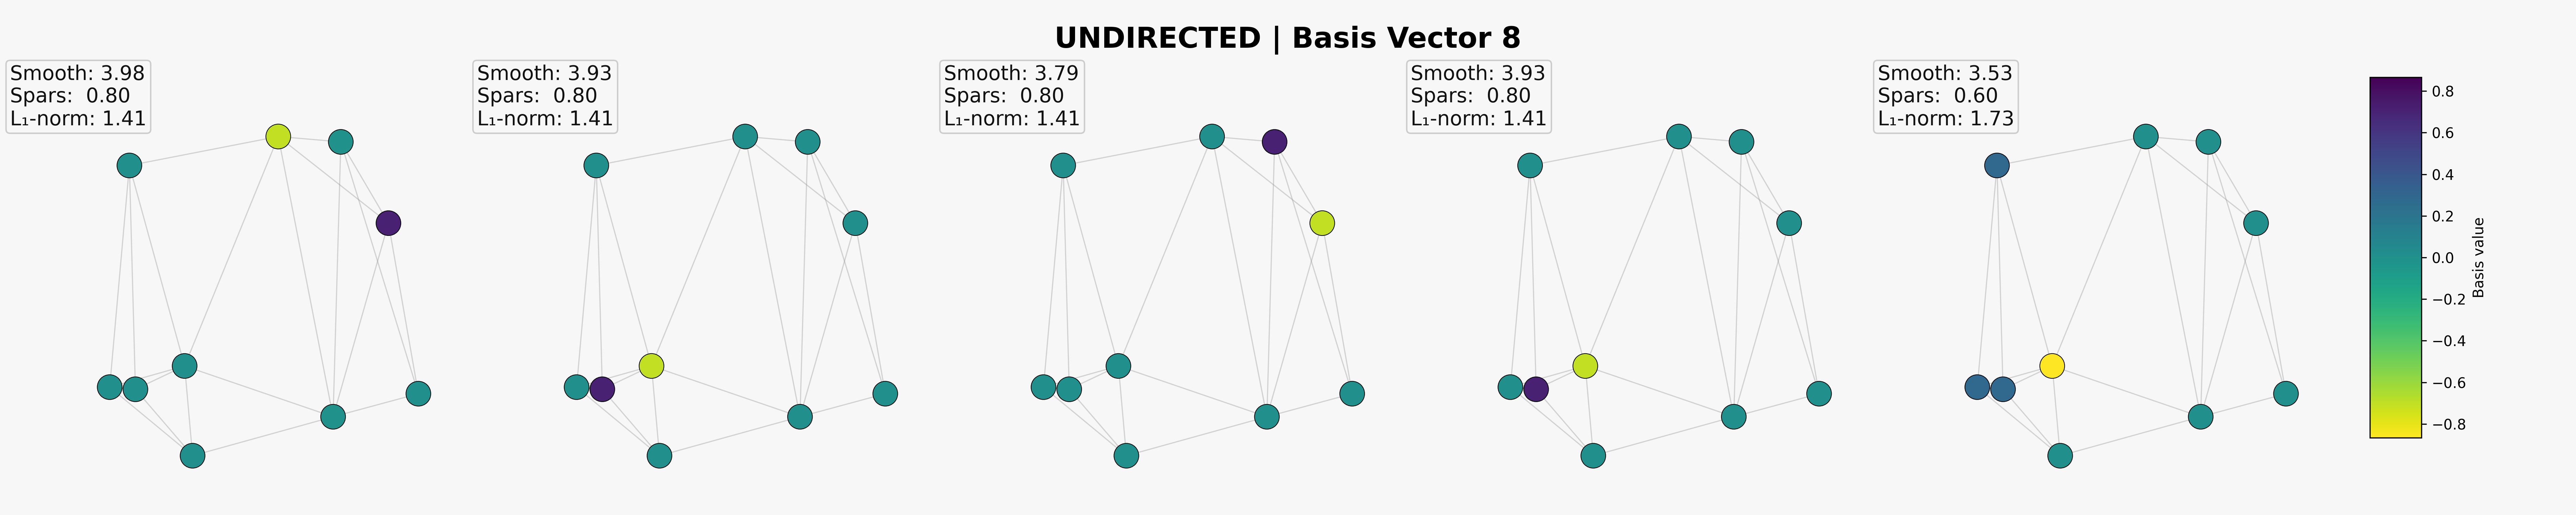 UNDIRECTED | Basis Vector 8
Smooth: 3.98
Spars:  0.80
L₁-norm: 1.41
Smooth: 3.93
Spars:  0.80
L₁-norm: 1.41
Smooth: 3.79
Spars:  0.80
L₁-norm: 1.41
Smooth: 3.93
Spars:  0.80
L₁-norm: 1.41
Smooth: 3.53
Spars:  0.60
L₁-norm: 1.73
0.8
0.6
0.4
0.2
0.0
−0.2
−0.4
−0.6
−0.8
Basis value